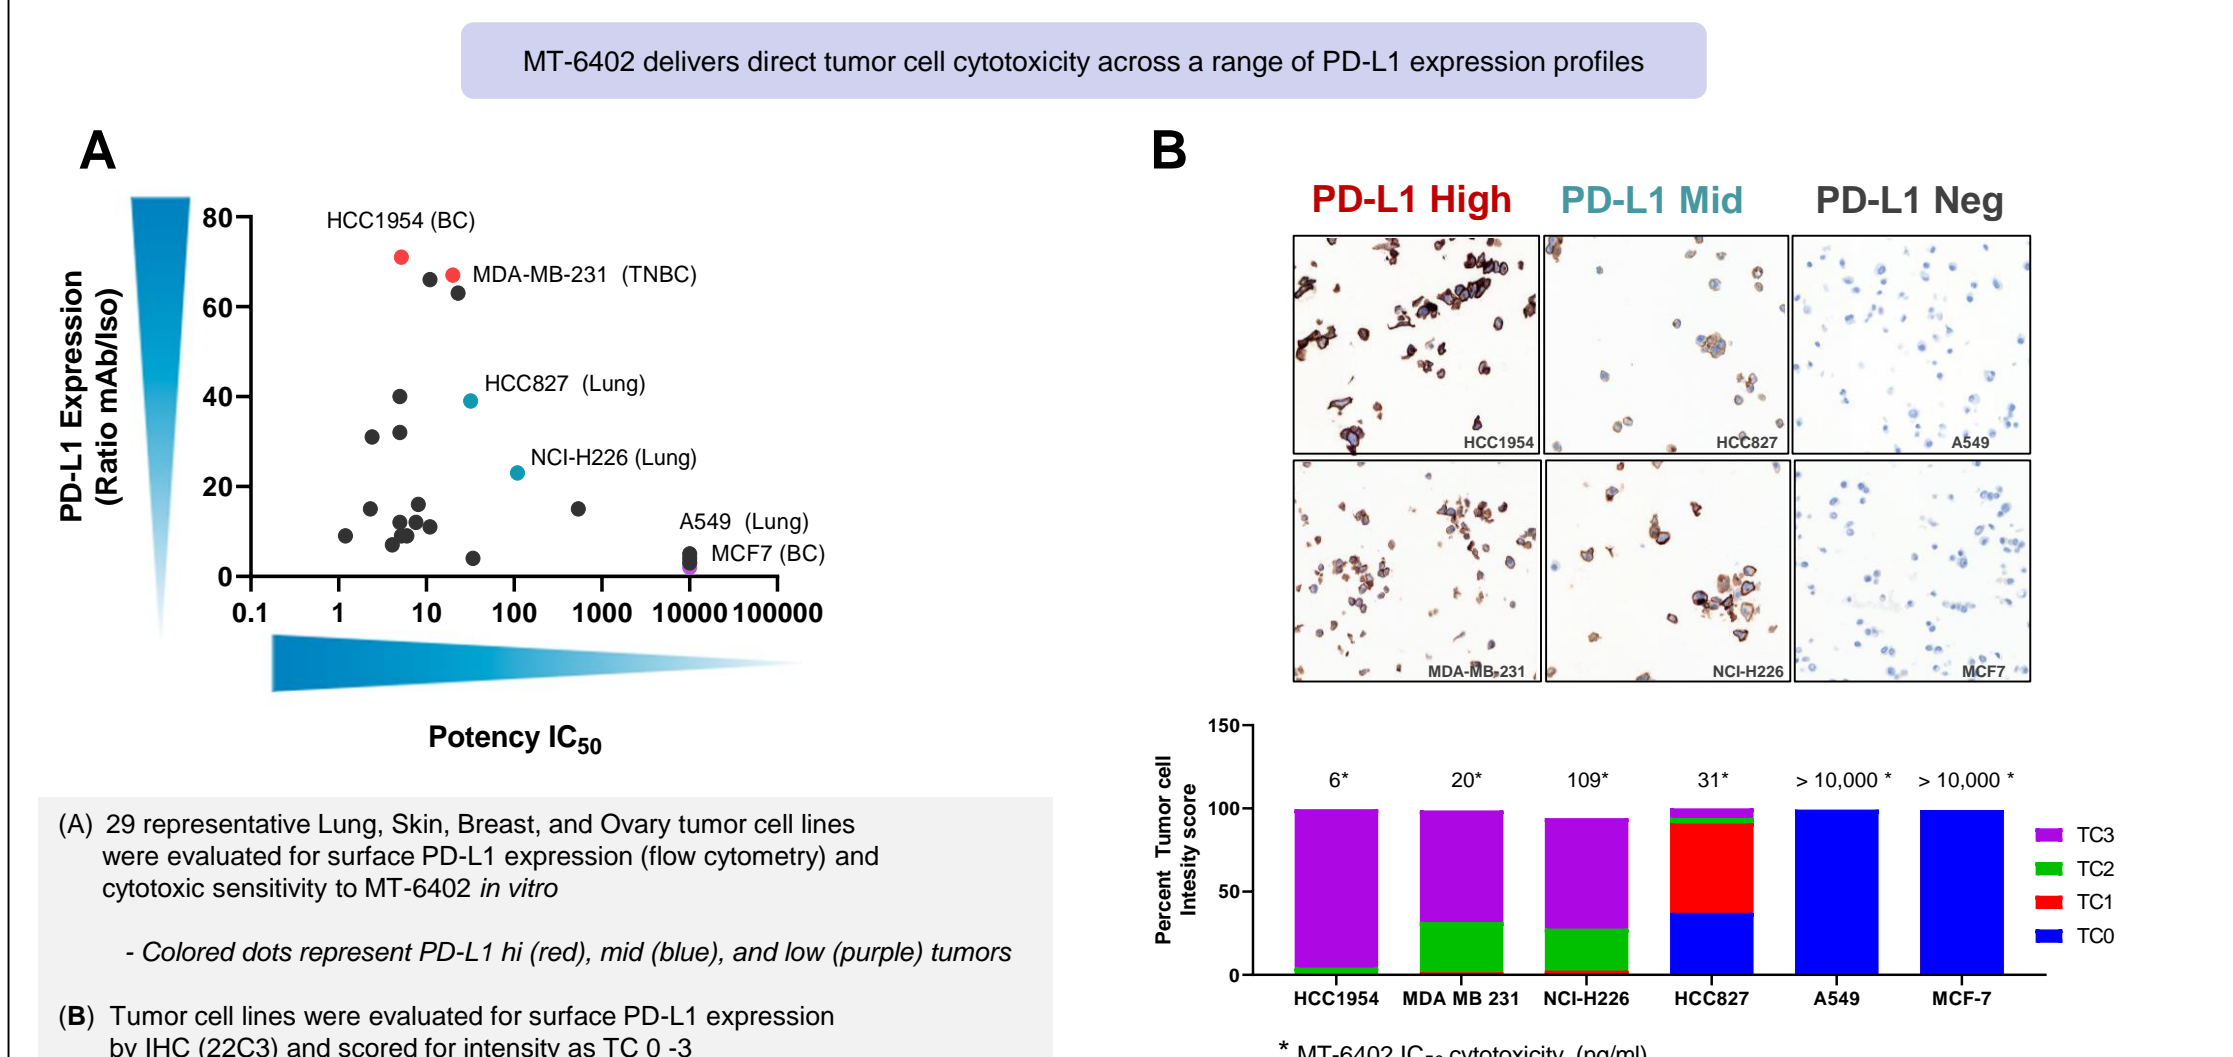 MT-6402 delivers direct tumor cell cytotoxicity across a range of PD-L1 expression profiles
A
PD-L1 Expression
(Ratio mAb/Iso)
80
60
40
20
0
0.1
1
10
100
1000
10000
100000
HCC1954 (BC)
MDA-MB-231 (TNBC)
HCC827 (Lung)
NCI-H226 (Lung)
A549 (Lung)
MCF7 (BC)
Potency IC50
(A) 29 representative Lung, Skin, Breast, and Ovary tumor cell lines
were evaluated for surface PD-L1 expression (flow cytometry) and
cytotoxic sensitivity to MT-6402 in vitro
- Colored dots represent PD-L1 hi (red), mid (blue), and low (purple) tumors
(B) Tumor cell lines were evaluated for surface PD-L1 expression
by IHC (22C3) and scored for intensity as TC 0 -3
B
PD-L1 High
PD-L1 Mid
PD-L1 Neg
HCC1954
HCC827
A549
MDA-MB-231
NCI-H226
MCF7
Percent Tumor cell
Intesity score
150
100
50
0
6*
20*
109*
31*
> 10,000 *
> 10,000 *
HCC1954
MDA MB 231
NCI-H226
HCC827
A549
MCF-7
TC3
TC2
TC1
TC0
* MT-6402 IC50 cytotoxicity (ng/ml)